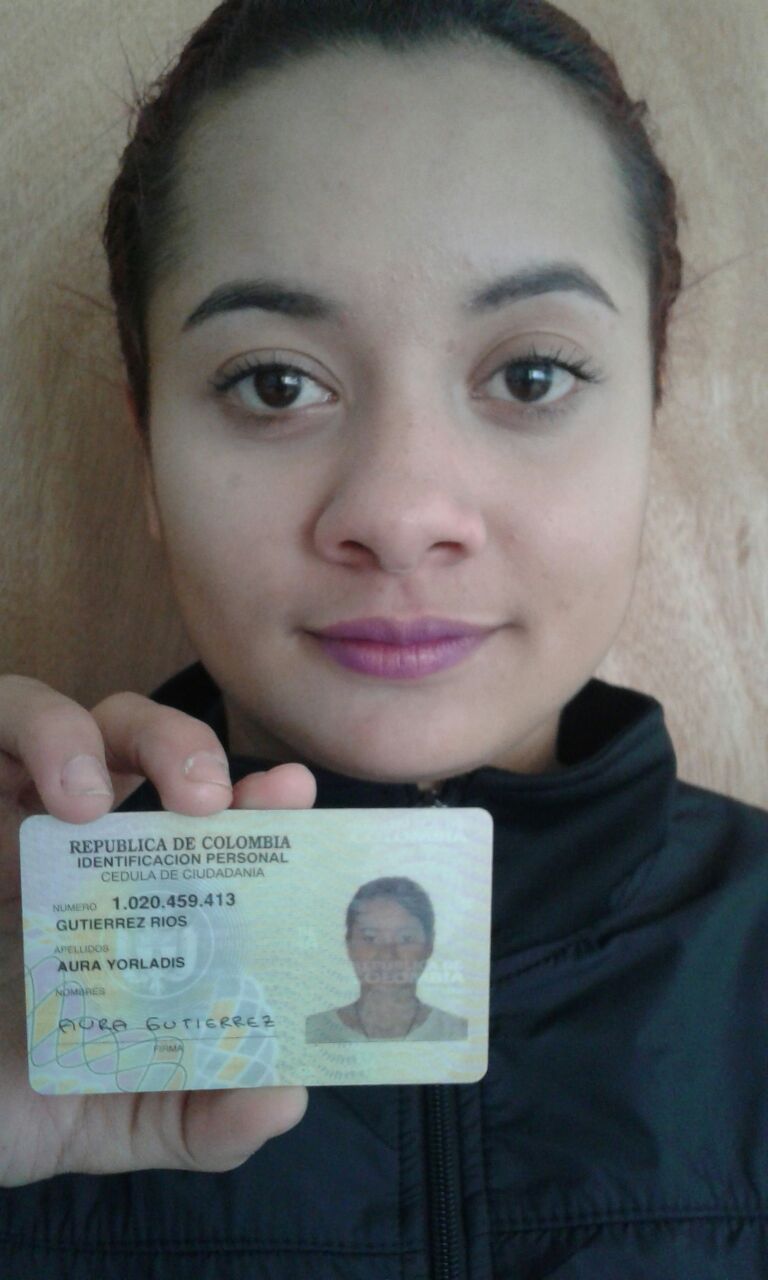 REPUBLICA DE COLOMBIA
IDENTIFICACION PERSONAL
CEDULA DE CIUDADANIA
NUMERO 1.020.459.413
GUTIERREZ RIOS
APELLIDOS
AURA YORLADIS
NOMBRES
AURA GUTIERREZ
FIRMA